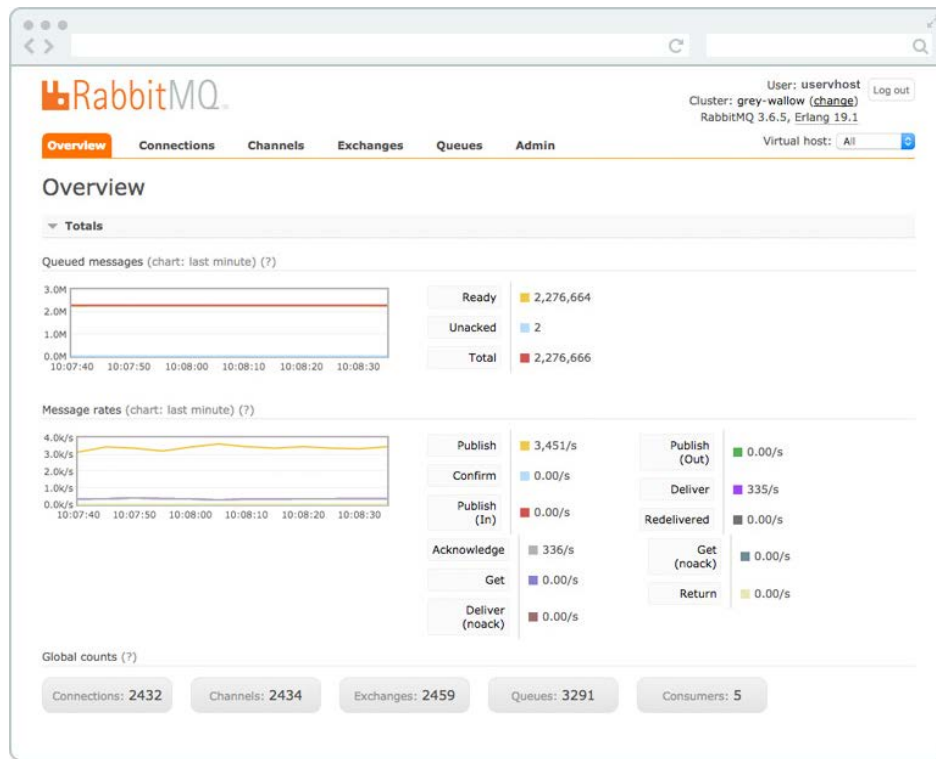 RabbitMQ
User: uservhost
Log out
Cluster: grey-wallow (change)
RabbitMQ 3.6.5, Erlang 19.1
Overview Connections Channels Exchanges Queues Admin
Virtual host: All
Overview
Totals
Queued messages (chart: last minute) (?)
3.0M
2.0M
1.0M
0.0M
10:07:40 10:07:50 10:08:00 10:08:10 10:08:20 10:08:30
Ready 2,276,664
Unacked 2
Total 2,276,666
Message rates (chart: last minute) (?)
4.0k/s
3.0k/s
2.0k/s
1.0k/s
0.0k/s
10:07:40 10:07:50 10:08:00 10:08:10 10:08:20 10:08:30
Publish 3,451/s
Confirm 0.00/s
Publish
(In) 0.00/s
Acknowledge 336/s
Get 0.00/s
Deliver
(noack) 0.00/s
Publish
(Out) 0.00/s
Deliver 335/s
Redelivered 0.00/s
Get
(noack) 0.00/s
Return 0.00/s
Global counts (?)
Connections: 2432 Channels: 2434 Exchanges: 2459 Queues: 3291 Consumers: 5